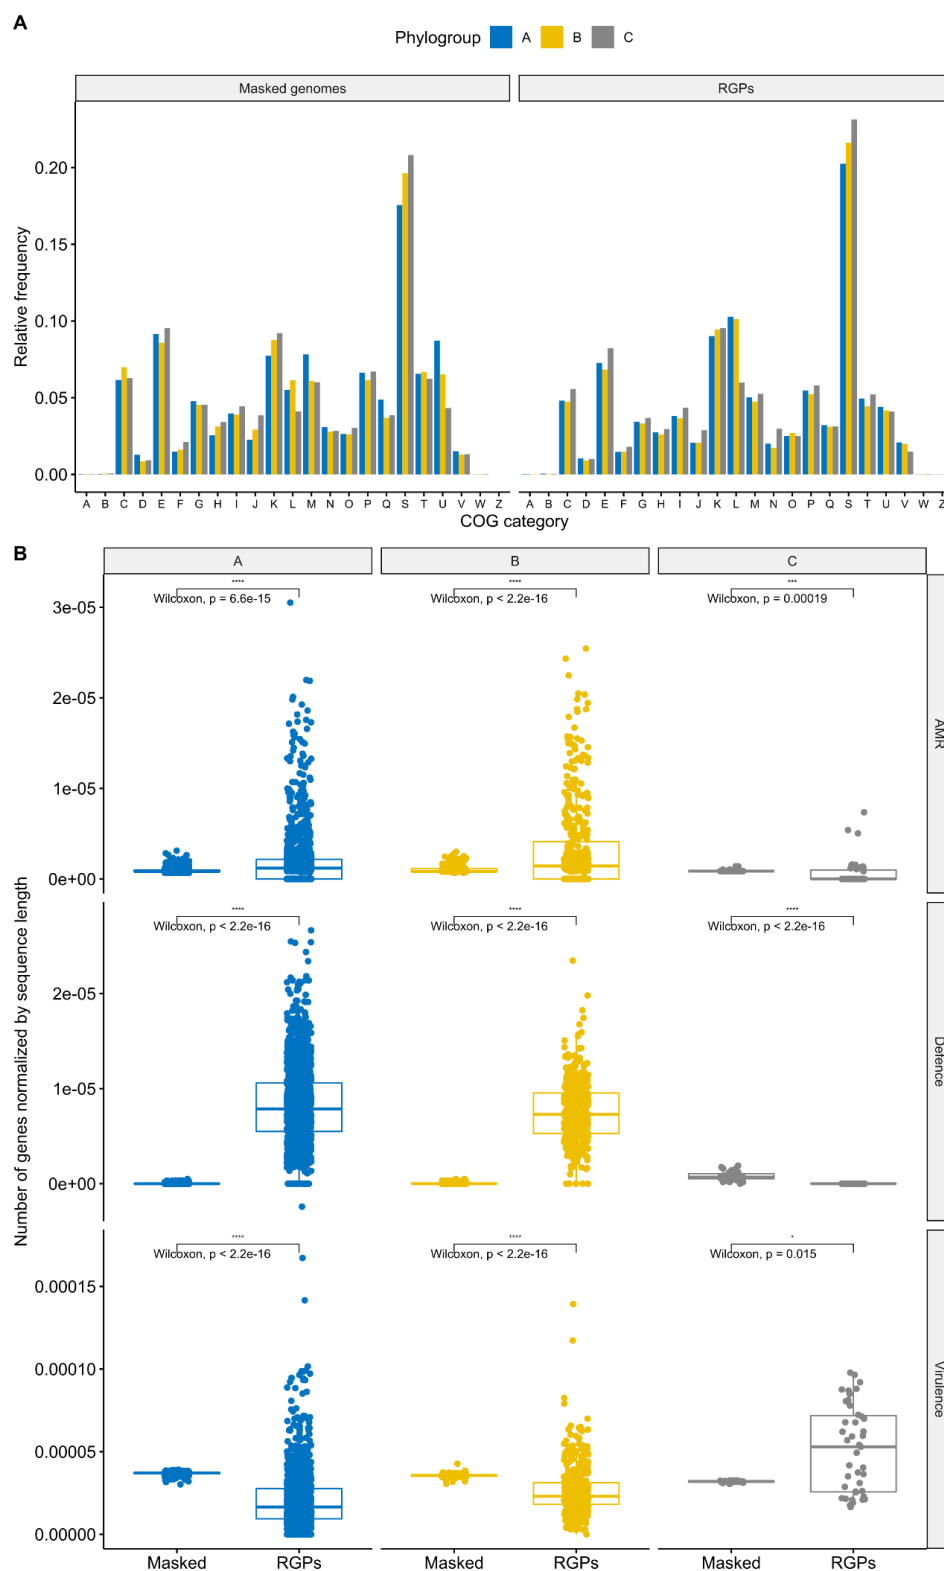 A
Phylogroup A B C
Masked genomes RGPs
Relative frequency
0.20
0.15
0.10
0.05
0.00
A B C D E F G H I J K L M N O P Q S T U V W Z A B C D E F G H I J K L M N O P Q S T U V W Z
COG category
B
A B C
**** **** ***
Wilcoxon, p = 6.6e-15 Wilcoxon, p < 2.2e-16 Wilcoxon, p = 0.00019
3e-05
2e-05
1e-05
0e+00
AMR
**** **** ****
Wilcoxon, p < 2.2e-16 Wilcoxon, p < 2.2e-16 Wilcoxon, p < 2.2e-16
2e-05
1e-05
0e+00
Defence
Number of genes normalized by sequence length
**** **** *
Wilcoxon, p < 2.2e-16 Wilcoxon, p < 2.2e-16 Wilcoxon, p = 0.015
0.00015
0.00010
0.00005
0.00000
Virulence
Masked RGPs Masked RGPs Masked RGPs